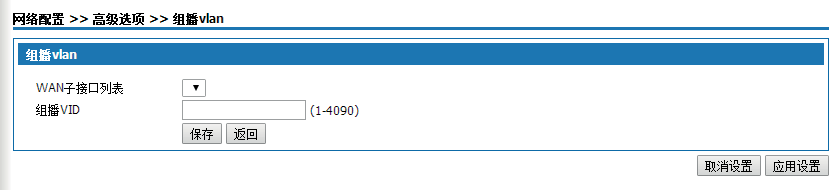 网络配置 >> 高级选项 >> 组播vlan
组播vlan
WAN子接口列表
组播VID (1-4090)
保存 返回
取消设置 应用设置